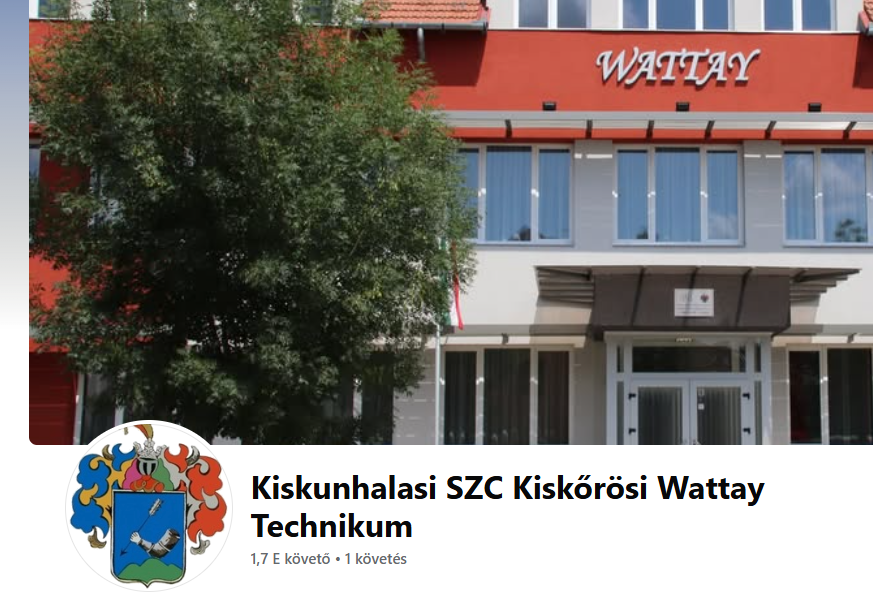 WATTAY
Kiskunhalasi SZC Kiskőrösi Wattay
Technikum
1,7 E követő • 1 követés